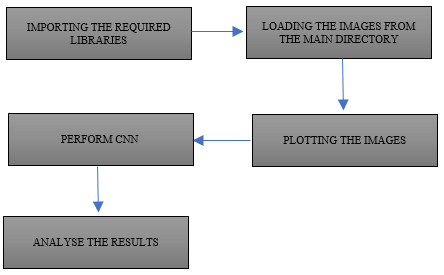 IMPORTING THE REQUIRED
LIBRARIES
LOADING THE IMAGES FROM
THE MAIN DIRECTORY
PLOTTING THE IMAGES
PERFORM CNN
ANALYSE THE RESULTS